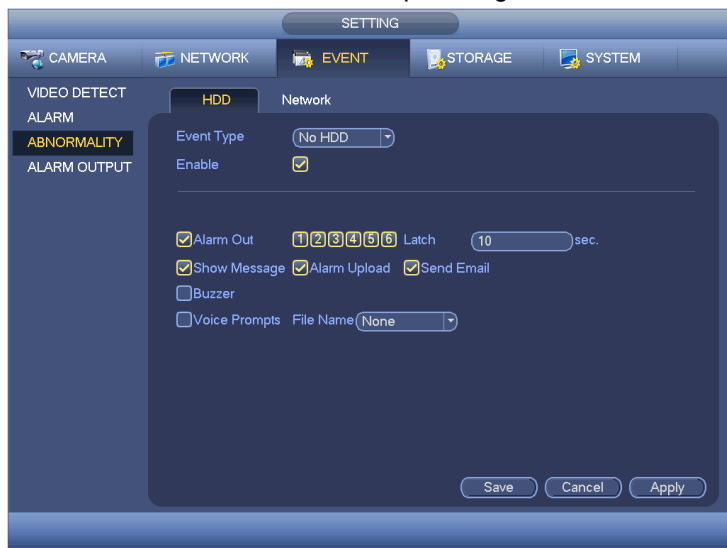 SETTING
CAMERA NETWORK EVENT STORAGE SYSTEM
VIDEO DETECT
ALARM
ABNORMALITY
ALARM OUTPUT
HDD Network
Event Type No HDD
Enable
Alarm Out 1 2 3 4 5 6 Latch 10 sec.
Show Message Alarm Upload Send Email
Buzzer
Voice Prompts File Name None
Save Cancel Apply